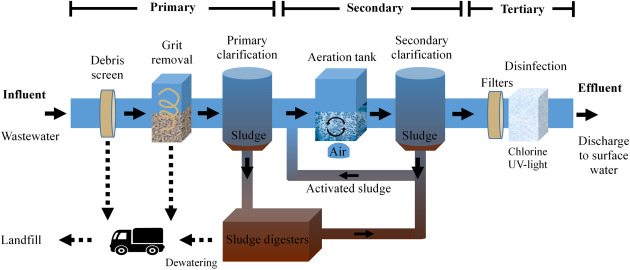 Primary
Secondary
Tertiary
Debris
screen
Grit
removal
Primary
clarification
Aeration tank
Secondary
clarification
Filters
Disinfection
Influent
Wastewater
Sludge
Air
Sludge
Chlorine
UV-light
Effluent
Discharge
to surface
water
Activated sludge
Landfill
Dewatering
Sludge digesters